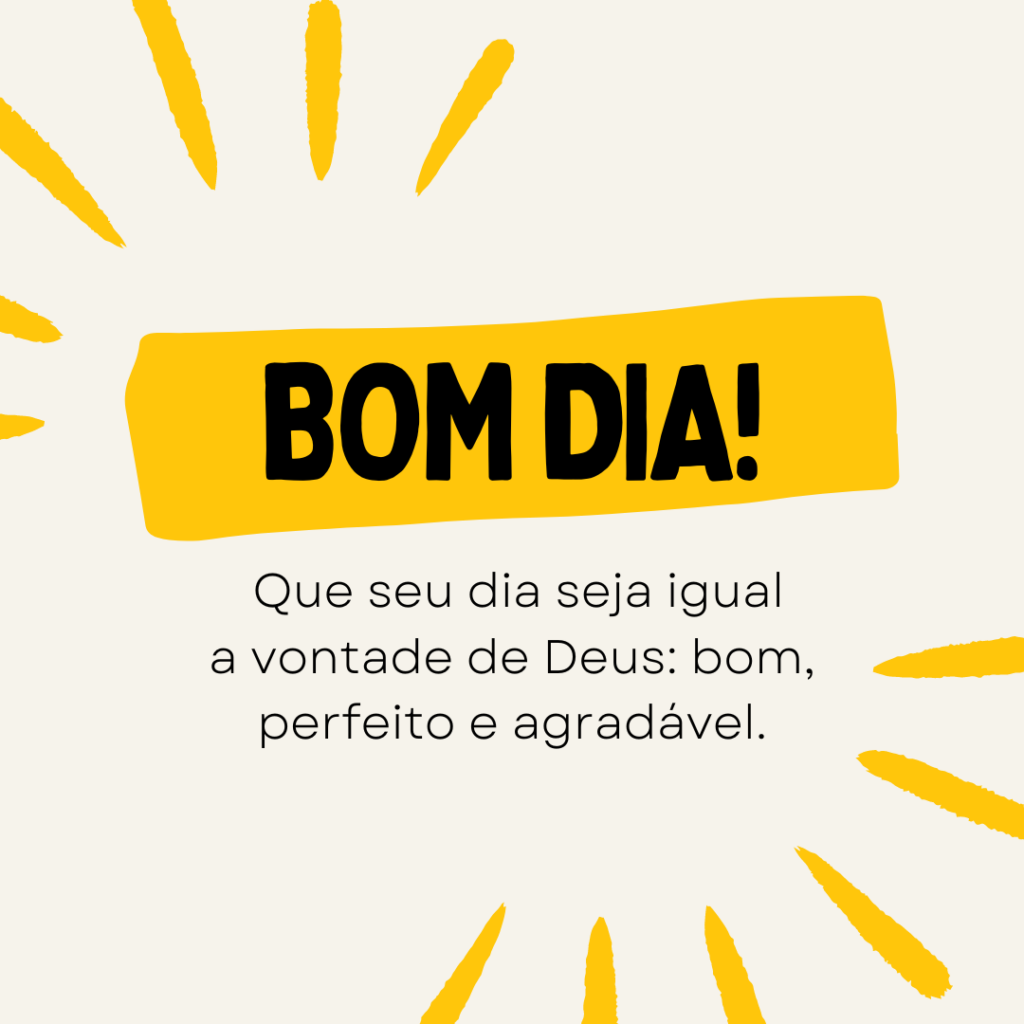 BOM DIA!
Que seu dia seja igual
a vontade de Deus: bom,
perfeito e agradável.